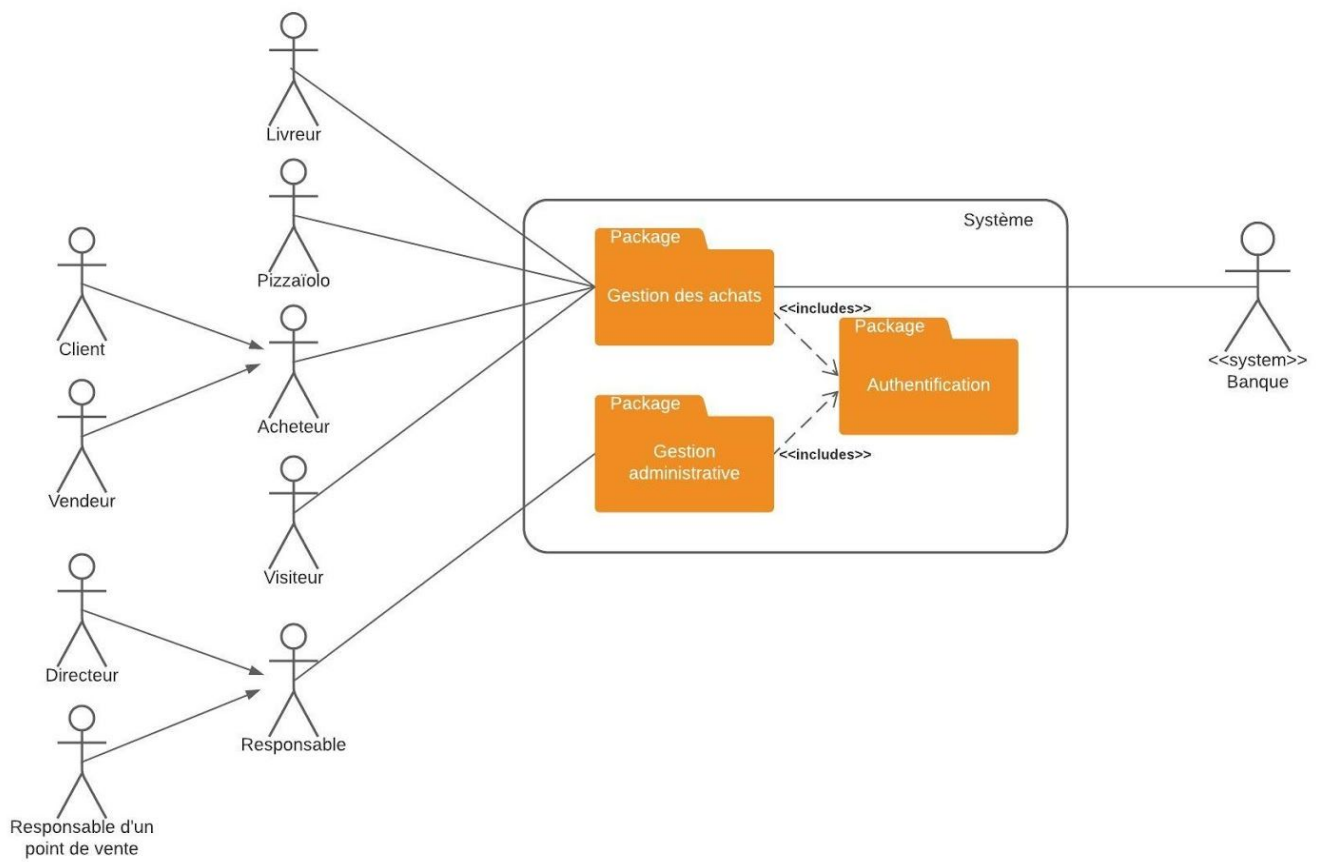 Livreur
Pizzaïolo
Client
Acheteur
Vendeur
Visiteur
Directeur
Responsable
Responsable d'un
point de vente
Système
Package
Gestion des achats
<<includes>>
Package
Authentification
Package
Gestion
administrative
<<includes>>
<<system>>
Banque